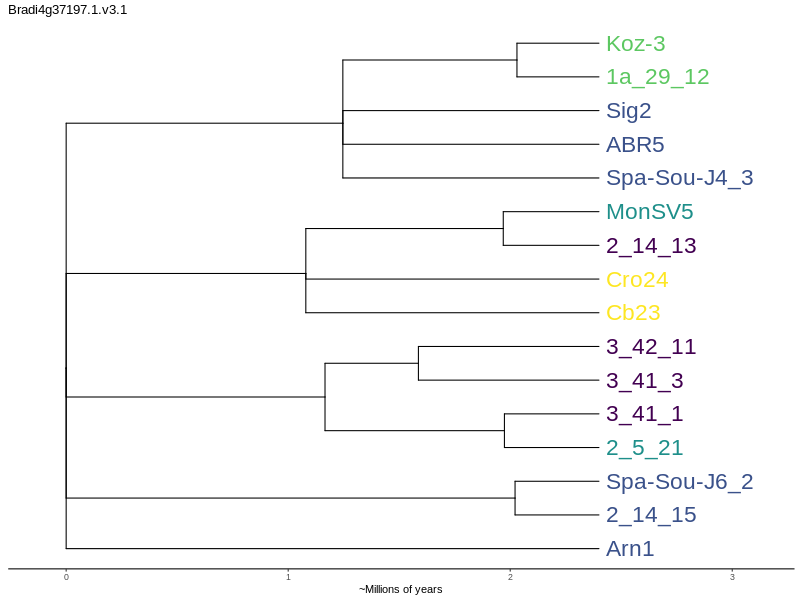 Bradi4g37197.1.v3.1
Koz-3
1a_29_12
Sig2
ABR5
Spa-Sou-J4_3
MonSV5
2_14_13
Cro24
Cb23
3_42_11
3_41_3
3_41_1
2_5_21
Spa-Sou-J6_2
2_14_15
Arn1
0 1 2 3
~Millions of years